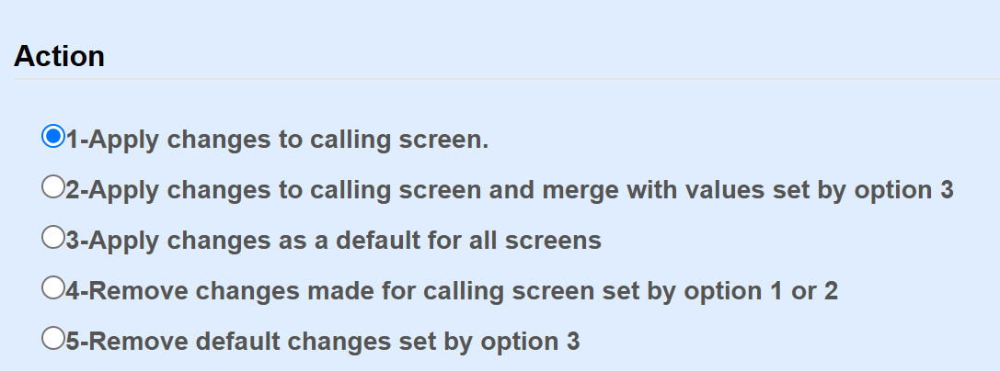 Action
1-Apply changes to calling screen.
2-Apply changes to calling screen and merge with values set by option 3
3-Apply changes as a default for all screens
4-Remove changes made for calling screen set by option 1 or 2
5-Remove default changes set by option 3